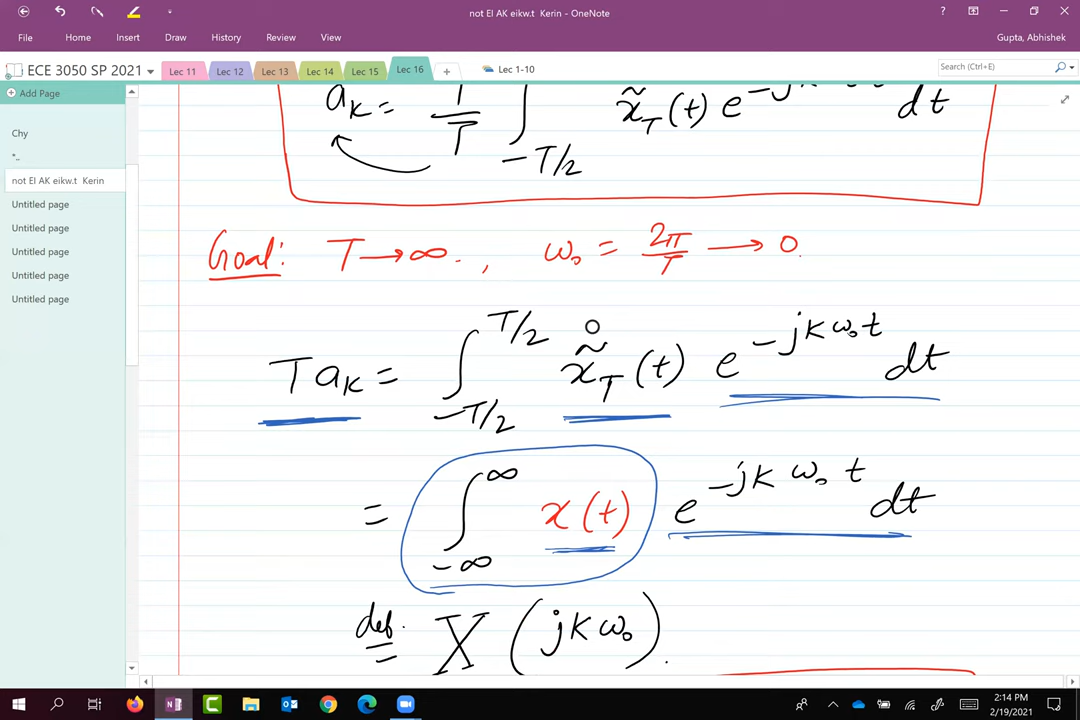 not EI AK eikw.t Kerin - OneNote
File Home Insert Draw History Review View
Gupta, Abhishek
ECE 3050 SP 2021
Lec 11 Lec 12 Lec 13 Lec 14 Lec 15 Lec 16 + Lec 1-10
Search (Ctrl+E)
Add Page
Chy
*-
not EI AK eikw.t Kerin
Untitled page
Untitled page
Untitled page
Untitled page
Untitled page
a_K = 1/T ∫_{-T/2} x̃_T(t) e^{-jkω₀t} dt
Goal: T → ∞. , ω₀ = 2π/T → 0.
T a_K = ∫_{-T/2}^{T/2} x̃_T(t) e^{-jkω₀t} dt
= ∫_{-∞}^{∞} x(t) e^{-jkω₀t} dt
def. = X(jkω₀).
2:14 PM
2/19/2021